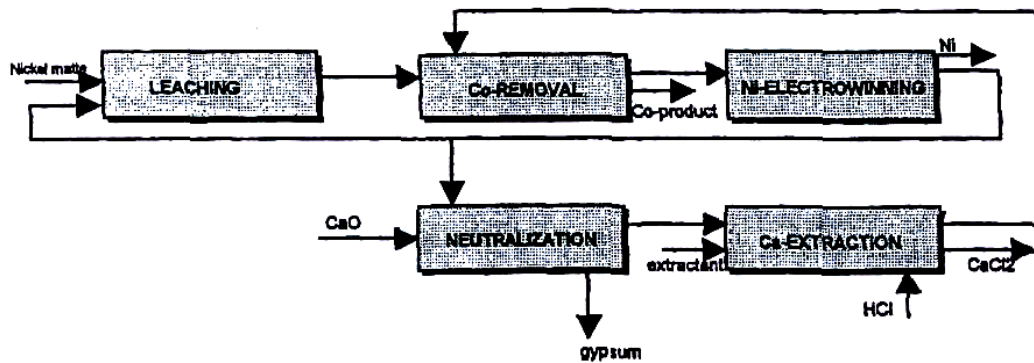 Nickel matte
LEACHING
Co-REMOVAL
Co-product
NI-ELECTROWINNING
Ni
CaO
NEUTRALIZATION
gypsum
extractant
Ca-EXTRACTION
HCl
CaCl2